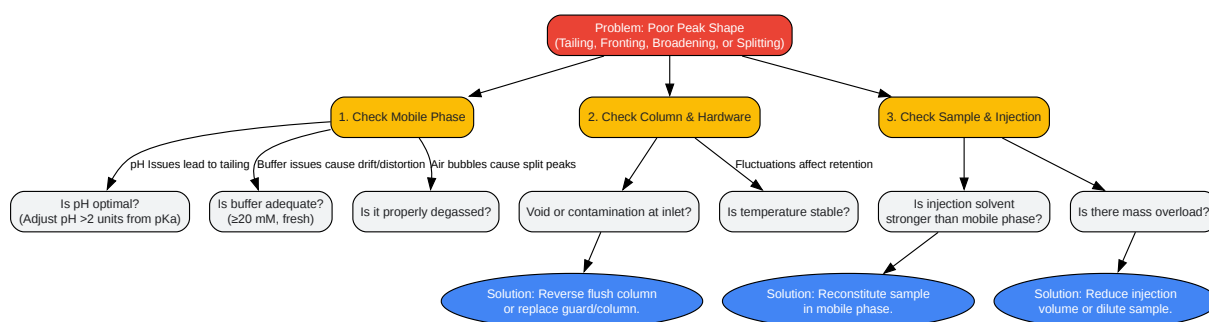 Problem: Poor Peak Shape
(Tailing, Fronting, Broadening, or Splitting)
1. Check Mobile Phase
2. Check Column & Hardware
3. Check Sample & Injection
pH Issues lead to tailing
Buffer issues cause drift/distortion
Air bubbles cause split peaks
Fluctuations affect retention
Is pH optimal?
(Adjust pH >2 units from pKa)
Is buffer adequate?
(≥20 mM, fresh)
Is it properly degassed?
Void or contamination at inlet?
Is temperature stable?
Is injection solvent
stronger than mobile phase?
Is there mass overload?
Solution: Reverse flush column
or replace guard/column.
Solution: Reconstitute sample
in mobile phase.
Solution: Reduce injection
volume or dilute sample.